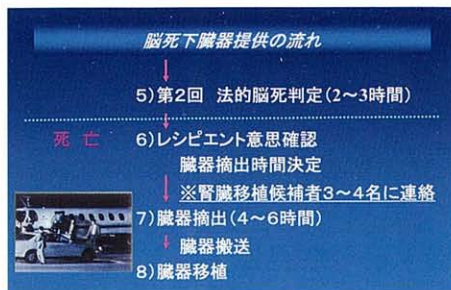 脳死下臓器提供の流れ
5)第2回 法的脳死判定(2〜3時間)
死亡 6)レシピエント意思確認
臓器摘出時間決定
※腎臓移植候補者3〜4名に連絡
7)臓器摘出(4〜6時間)
臓器搬送
8)臓器移植